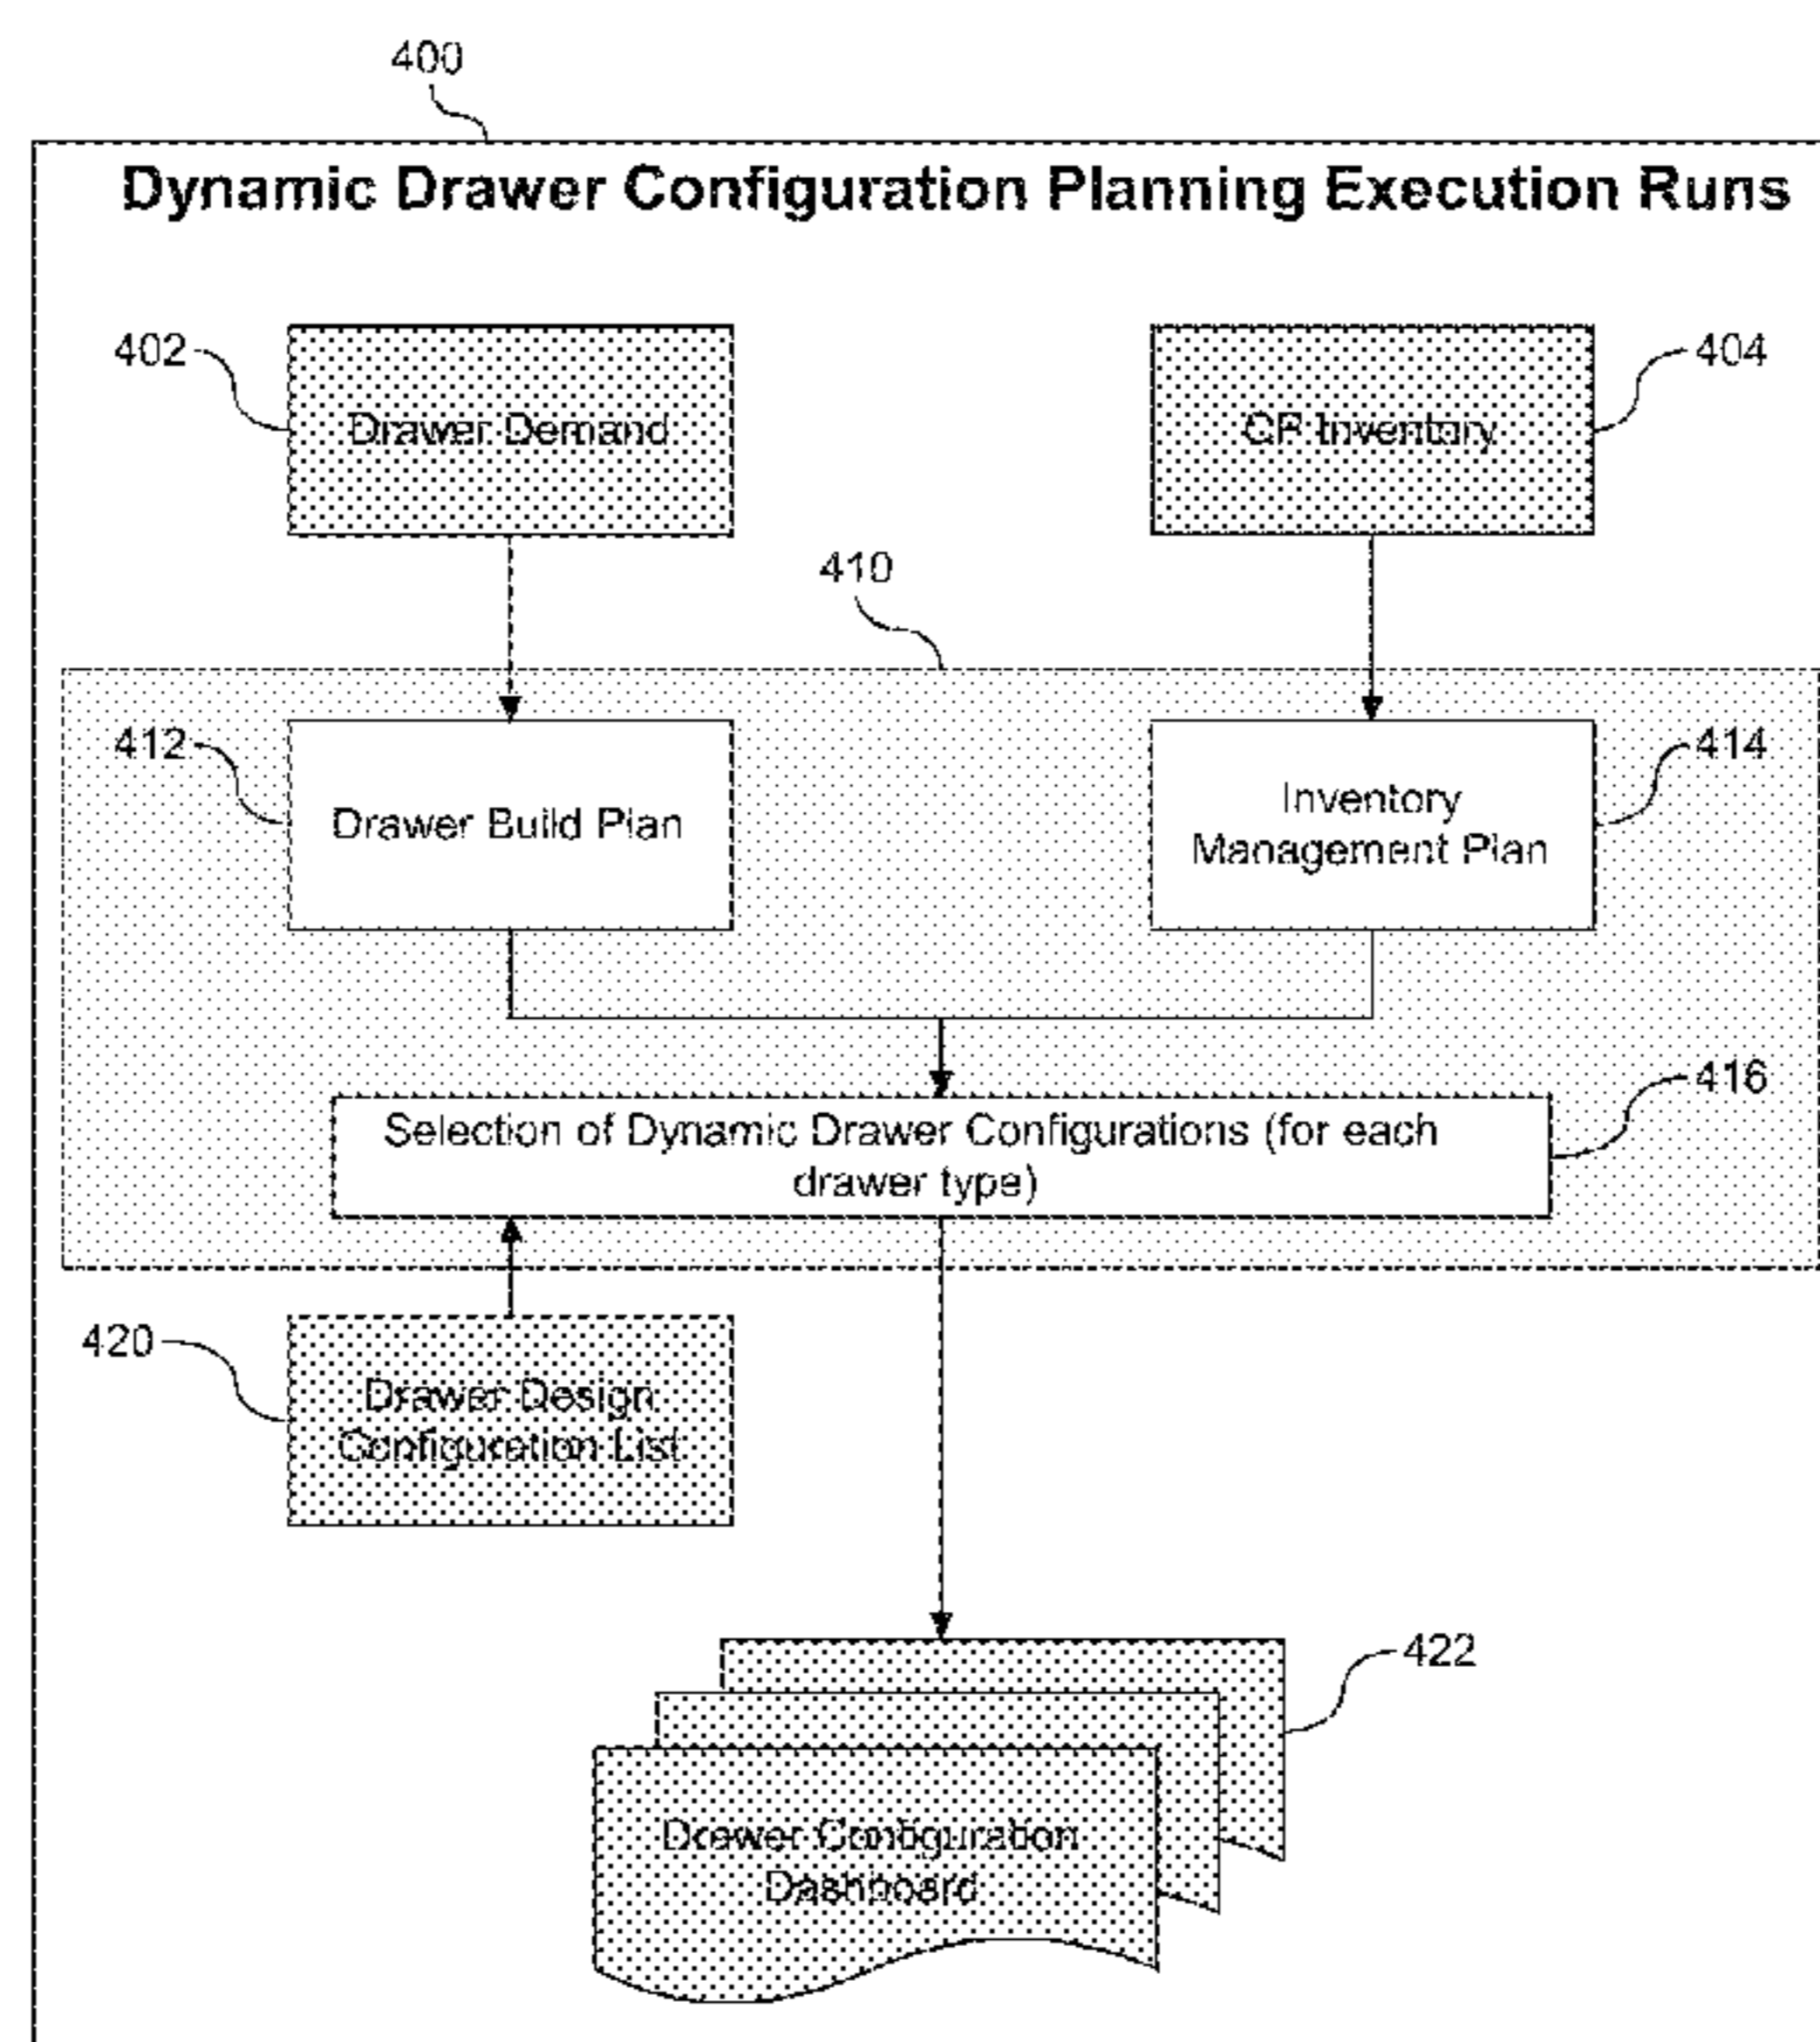 400
Dynamic Drawer Configuration Planning Execution Runs
402
Drawer Demand
Inventory
404
410
412
Drawer Build Plan
Inventory
Management Plan
414
Selection of Dynamic Drawer Configurations (for each
drawer type)
416
420
Drawer Design
Configuration List
422
Drawer Configuration
Dashboard